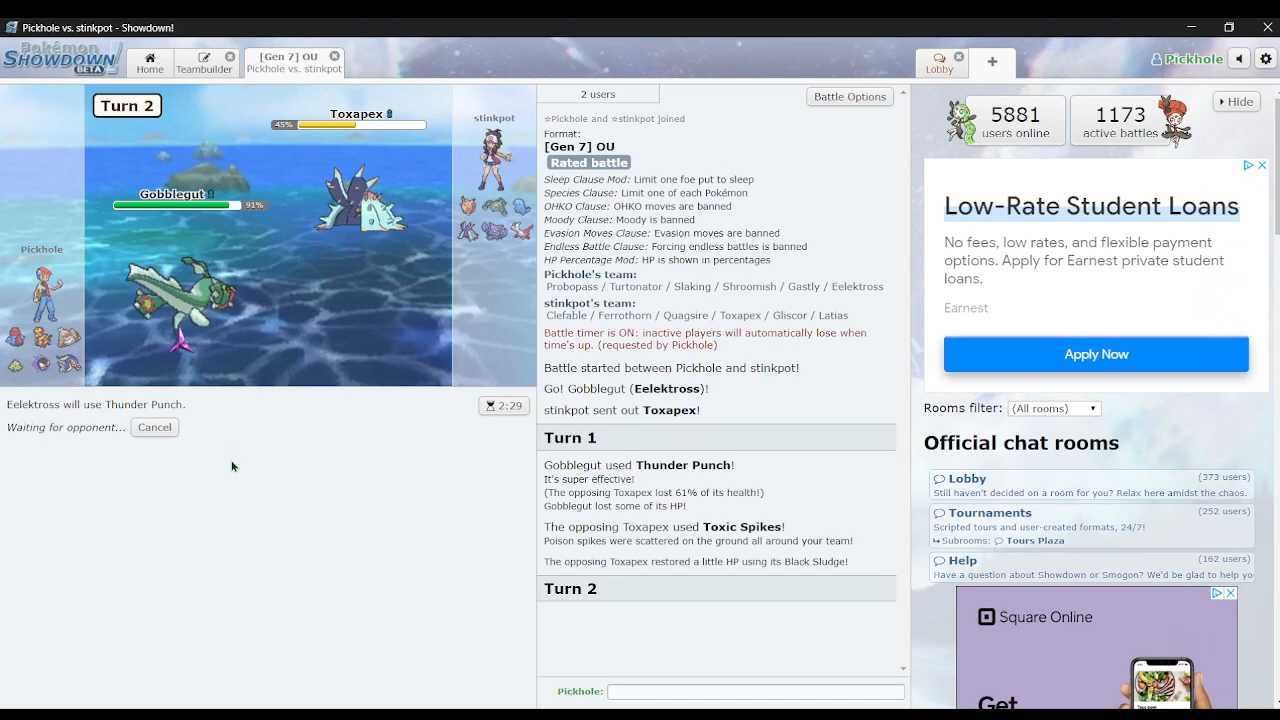 Pickhole vs. stinkpot - Showdown!
Pokémon
SHOWDOWN
BETA
Home
Teambuilder
[Gen 7] OU
Pickhole vs. stinkpot
Lobby
+
Pickhole
Turn 2
Toxapex
45%
Gobblegut
91%
stinkpot
Pickhole
Eelektross will use Thunder Punch.
2:29
Waiting for opponent...
Cancel
2 users
Battle Options
☆Pickhole and ☆stinkpot joined
Format:
[Gen 7] OU
Rated battle
Sleep Clause Mod: Limit one foe put to sleep
Species Clause: Limit one of each Pokémon
OHKO Clause: OHKO moves are banned
Moody Clause: Moody is banned
Evasion Moves Clause: Evasion moves are banned
Endless Battle Clause: Forcing endless battles is banned
HP Percentage Mod: HP is shown in percentages
Pickhole's team:
Probopass / Turtonator / Slaking / Shroomish / Gastly / Eelektross
stinkpot's team:
Clefable / Ferrothorn / Quagsire / Toxapex / Gliscor / Latias
Battle timer is ON: inactive players will automatically lose when
time's up. (requested by Pickhole)
Battle started between Pickhole and stinkpot!
Go! Gobblegut (Eelektross)!
stinkpot sent out Toxapex!
Turn 1
Gobblegut used Thunder Punch!
It's super effective!
(The opposing Toxapex lost 61% of its health!)
Gobblegut lost some of its HP!
The opposing Toxapex used Toxic Spikes!
Poison spikes were scattered on the ground all around your team!
The opposing Toxapex restored a little HP using its Black Sludge!
Turn 2
Pickhole:
5881
users online
1173
active battles
Hide
Low-Rate Student Loans
No fees, low rates, and flexible payment
options. Apply for Earnest private student
loans.
Earnest
Apply Now
Rooms filter:
(All rooms)
Official chat rooms
Lobby
(373 users)
Still haven't decided on a room for you? Relax here amidst the chaos.
Tournaments
(252 users)
Scripted tours and user-created formats, 24/7!
Subrooms: Tours Plaza
Help
(162 users)
Have a question about Showdown or Smogon? We'd be glad to help yo
Square Online
Get